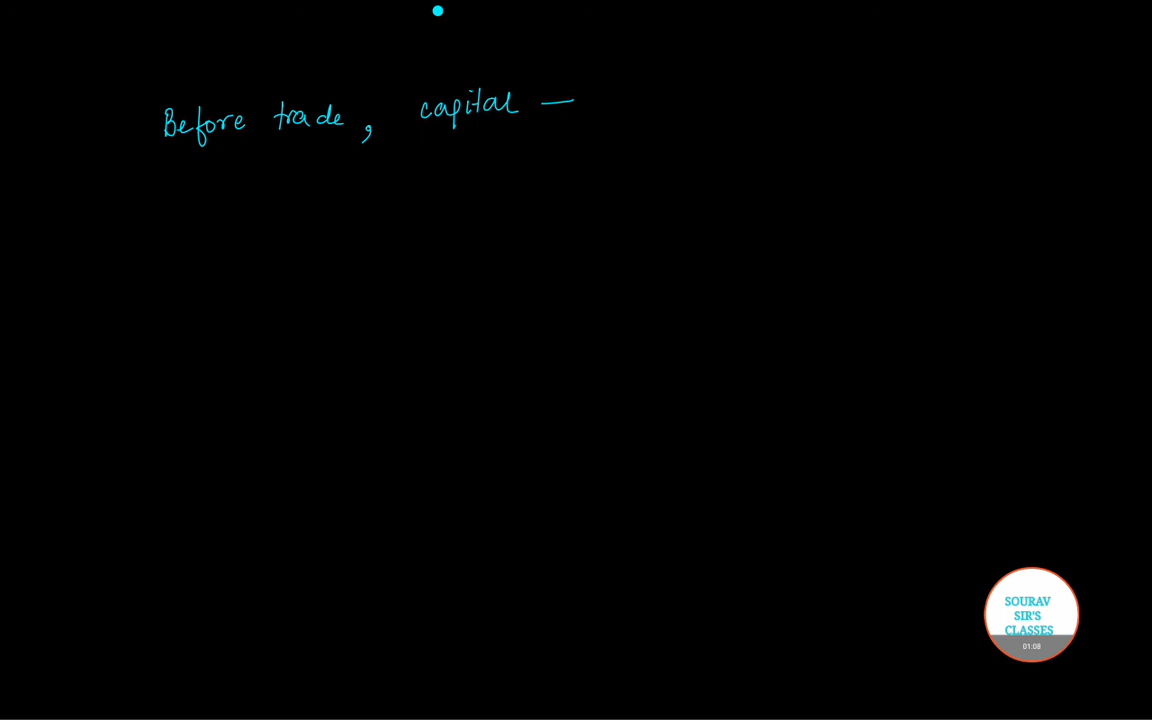 Before trade, capital —
SOURAV
SIR'S
CLASSES
01:08